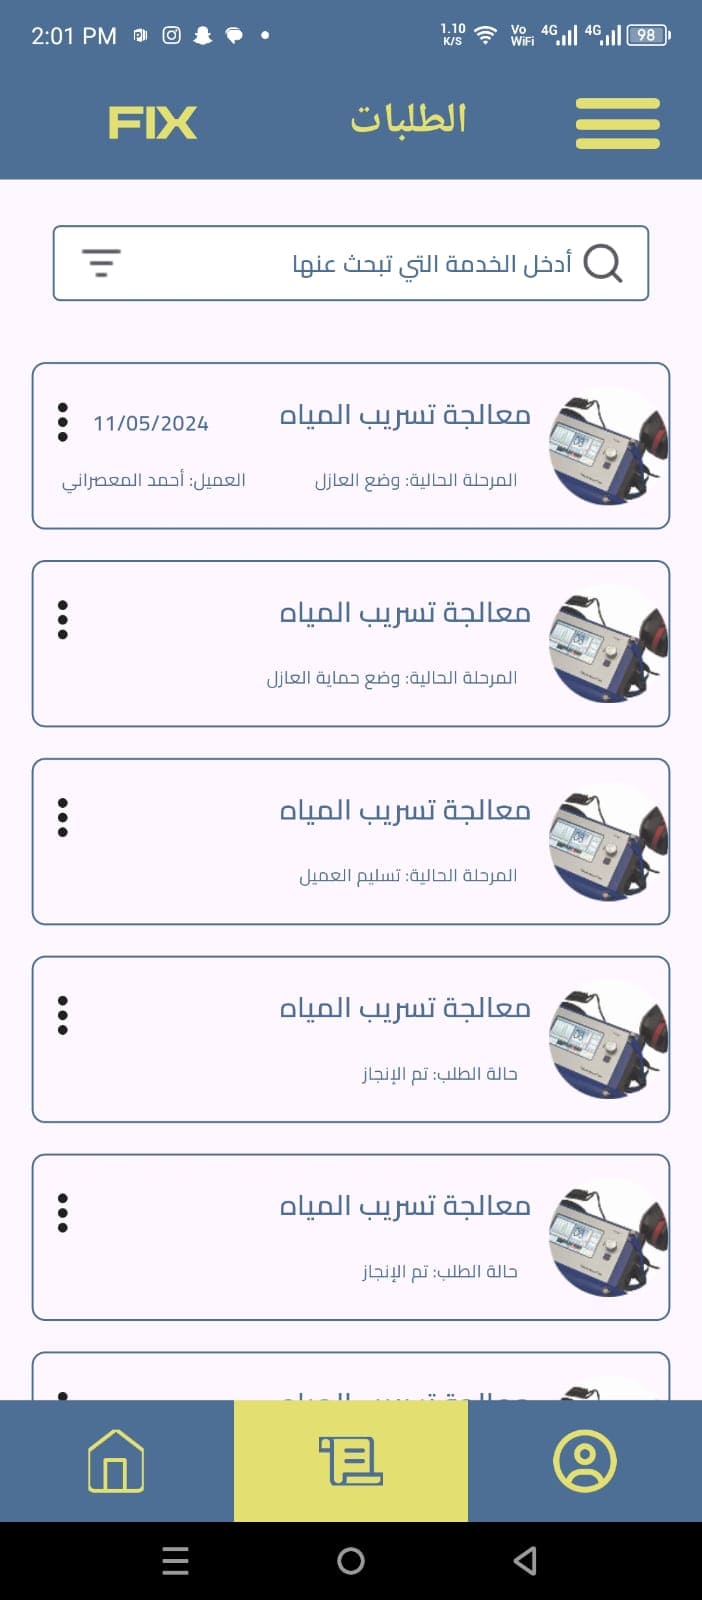 2:01 PM
1.10 K/S Vo WiFi 4G 4G 98
الطلبات
FIX
أدخل الخدمة التي تبحث عنها
معالجة تسريب المياه
11/05/2024
المرحلة الحالية: وضع العازل
العميل: أحمد المعصراني
معالجة تسريب المياه
المرحلة الحالية: وضع حماية العازل
معالجة تسريب المياه
المرحلة الحالية: تسليم العميل
معالجة تسريب المياه
حالة الطلب: تم الإنجاز
معالجة تسريب المياه
حالة الطلب: تم الإنجاز